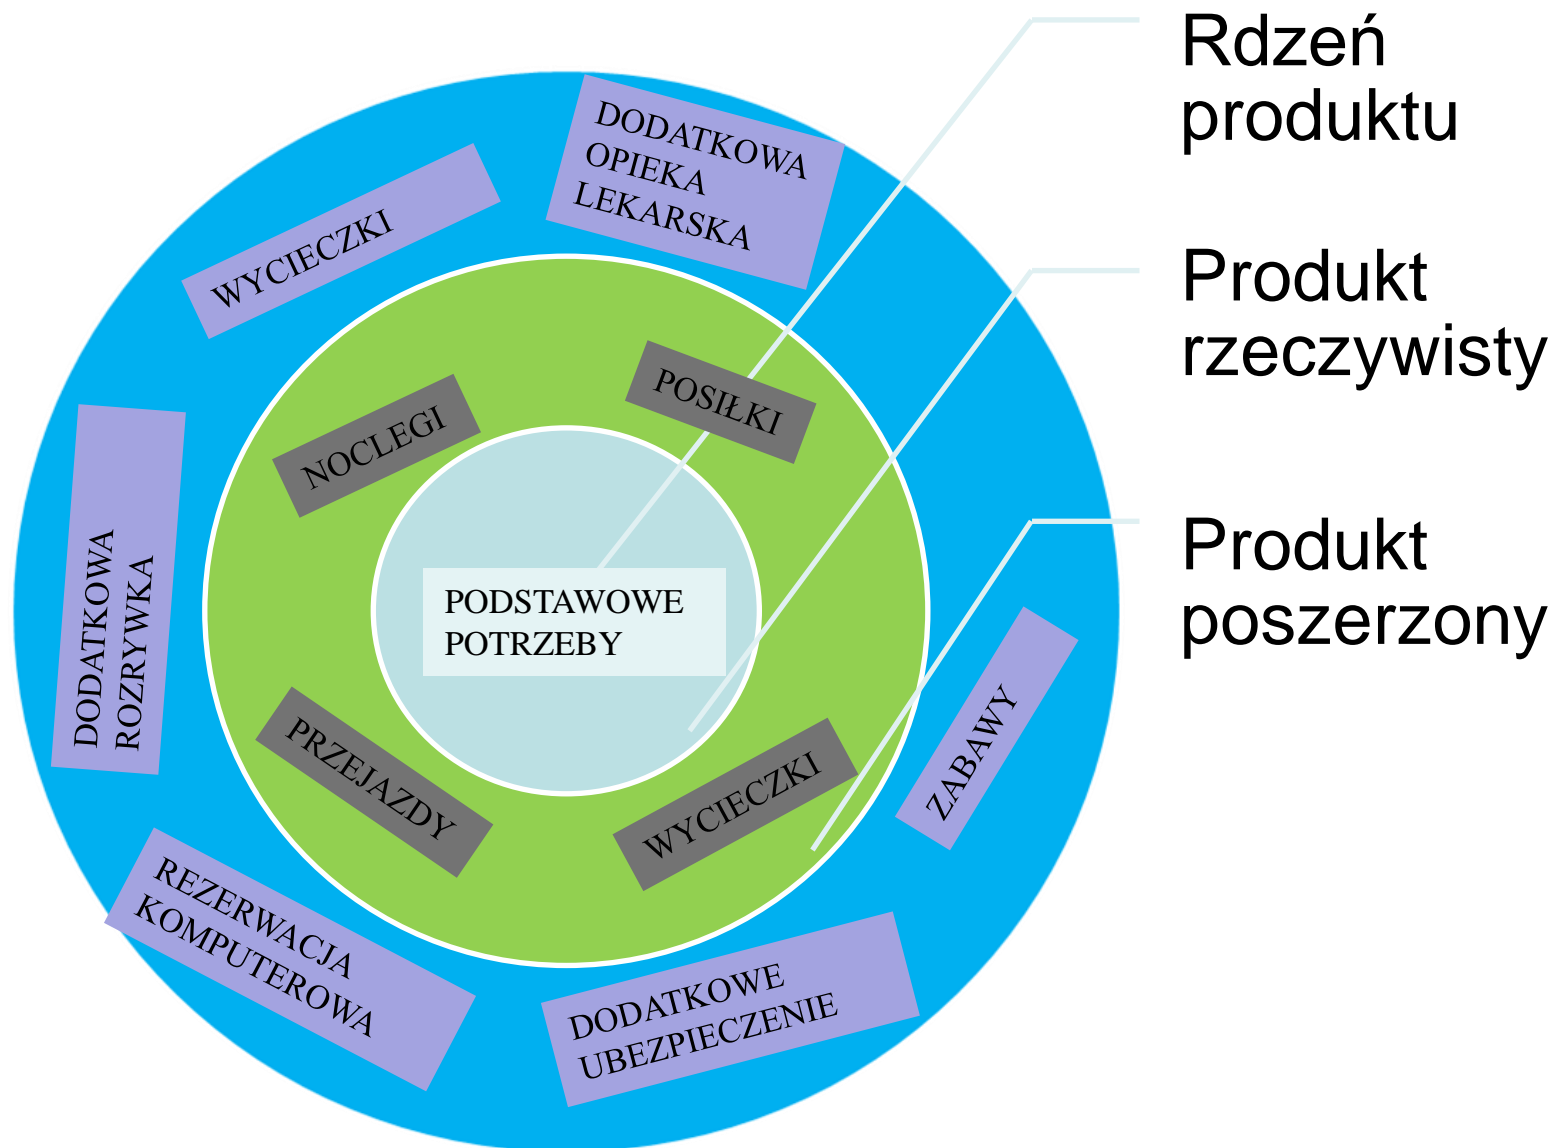 Rdzeń
produktu
Produkt
rzeczywisty
Produkt
poszerzony
DODATKOWA
OPIEKA
LEKARSKA
WYCIECZKI
POSIŁKI
NOCLEGI
DODATKOWA
ROZRYWKA
PODSTAWOWE
POTRZEBY
PRZEJAZDY
WYCIECZKI
ZABAWY
REZERWACJA
KOMPUTEROWA
DODATKOWE
UBEZPIECZENIE